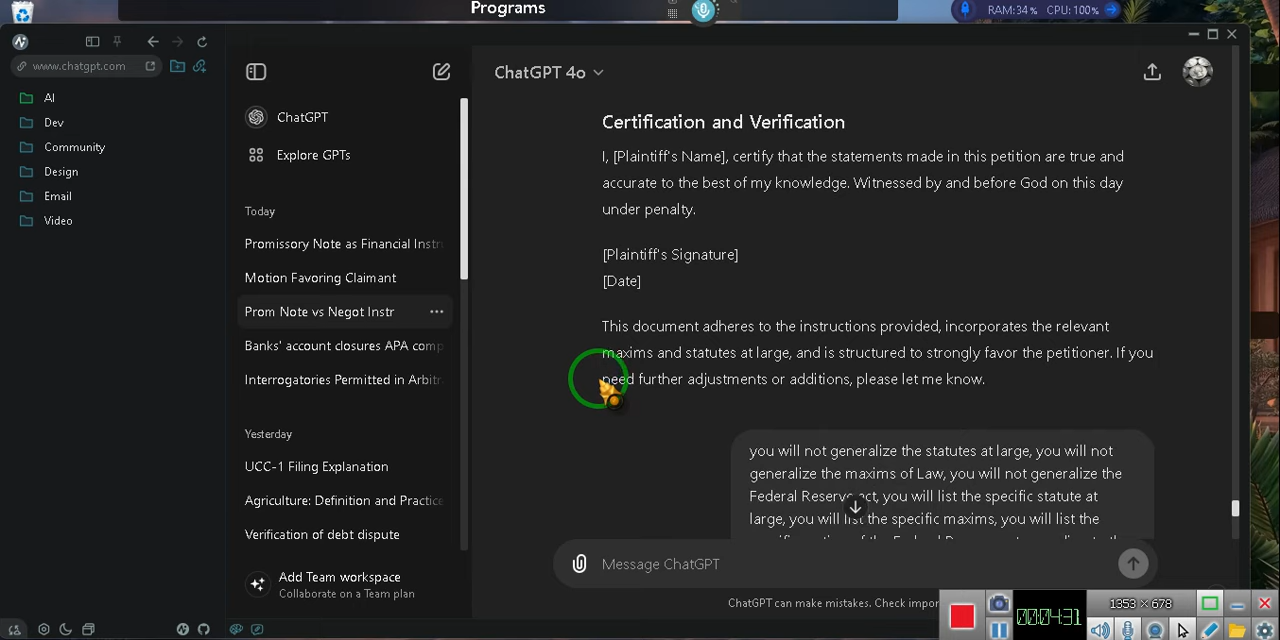 Programs
RAM:34% CPU:100%
www.chatgpt.com
AI
Dev
Community
Design
Email
Video
ChatGPT
Explore GPTs
Today
Promissory Note as Financial Instr
Motion Favoring Claimant
Prom Note vs Negot Instr
Banks' account closures APA com
Interrogatories Permitted in Arbitr
Yesterday
UCC-1 Filing Explanation
Agriculture: Definition and Practice
Verification of debt dispute
Add Team workspace
Collaborate on a Team plan
ChatGPT 4o
Certification and Verification
I, [Plaintiff's Name], certify that the statements made in this petition are true and
accurate to the best of my knowledge. Witnessed by and before God on this day
under penalty.
[Plaintiff's Signature]
[Date]
This document adheres to the instructions provided, incorporates the relevant
maxims and statutes at large, and is structured to strongly favor the petitioner. If you
need further adjustments or additions, please let me know.
you will not generalize the statutes at large, you will not
generalize the maxims of Law, you will not generalize the
Federal Reserve act, you will list the specific statute at
large, you will list the specific maxims, you will list the
Message ChatGPT
ChatGPT can make mistakes. Check impor
00:04:31
1353 × 678